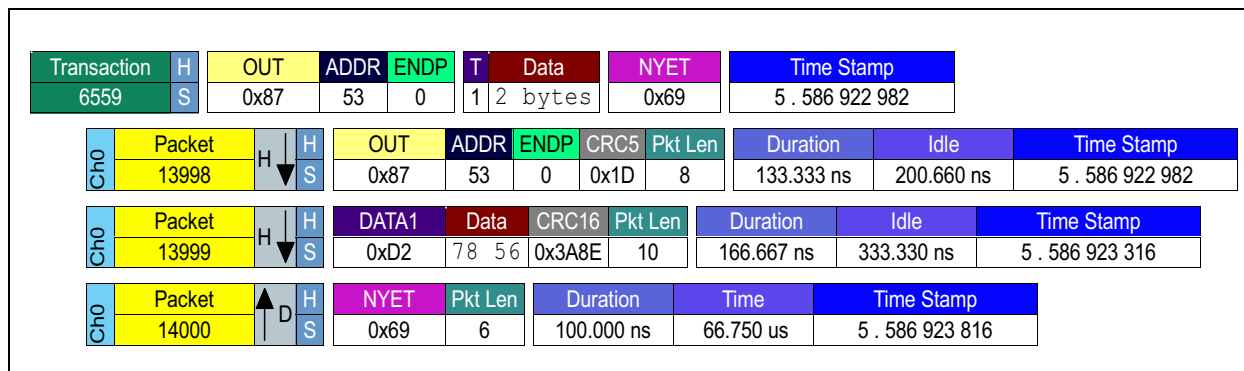 Transaction H OUT ADDR ENDP T Data NYET Time Stamp
6559 S 0x87 53 0 1 2 bytes 0x69 5 . 586 922 982
Ch0 Packet H H OUT ADDR ENDP CRC5 Pkt Len Duration Idle Time Stamp
13998 S 0x87 53 0 0x1D 8 133.333 ns 200.660 ns 5 . 586 922 982
Ch0 Packet H H DATA1 Data CRC16 Pkt Len Duration Idle Time Stamp
13999 S 0xD2 78 56 0x3A8E 10 166.667 ns 333.330 ns 5 . 586 923 316
Ch0 Packet D H NYET Pkt Len Duration Time Time Stamp
14000 S 0x69 6 100.000 ns 66.750 us 5 . 586 923 816